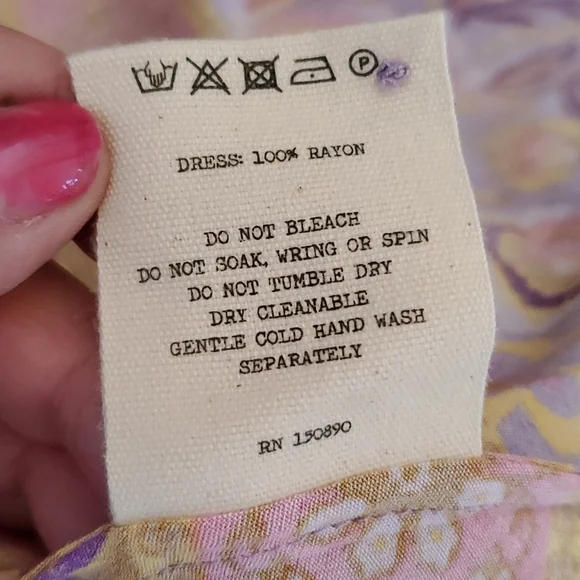 P
DRESS: 100% RAYON
DO NOT BLEACH
DO NOT SOAK, WRING OR SPIN
DO NOT TUMBLE DRY
DRY CLEANABLE
GENTLE COLD HAND WASH
SEPARATELY
RN 150890